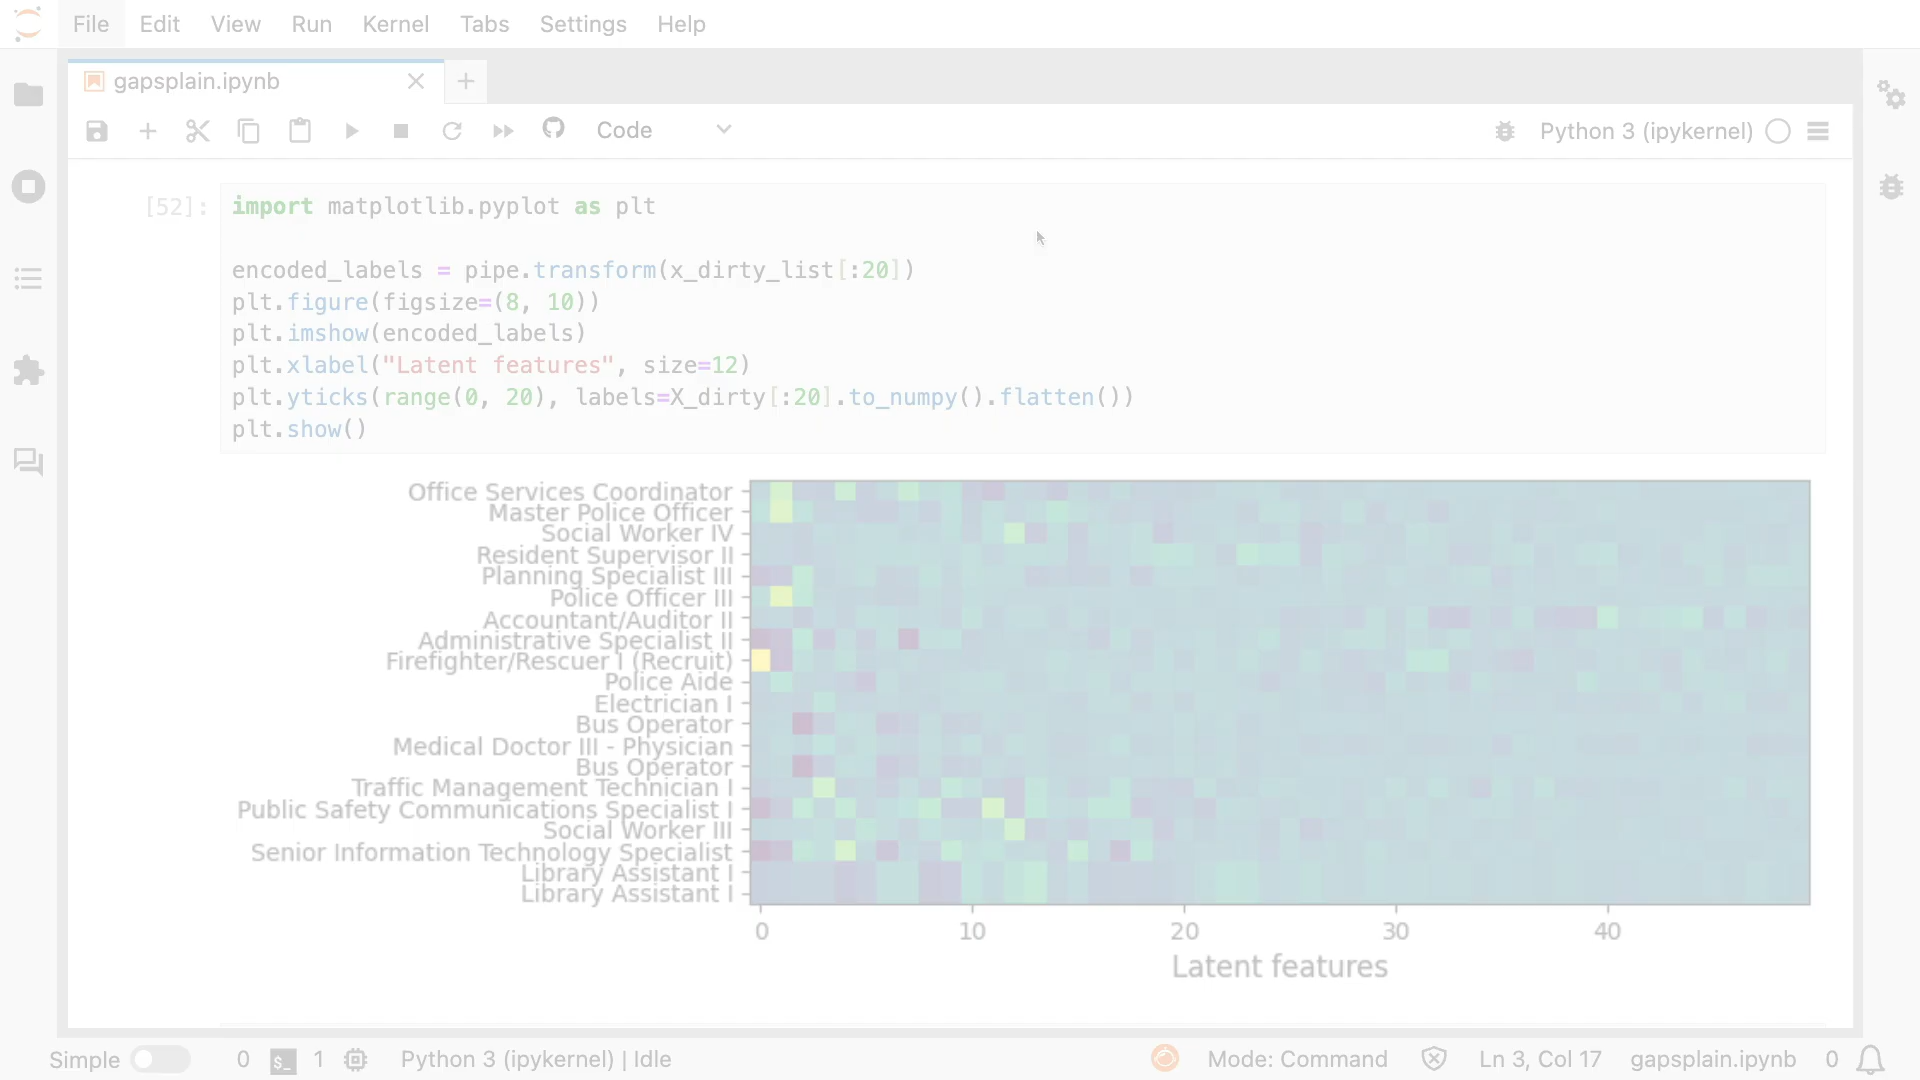 File Edit View Run Kernel Tabs Settings Help
gapsplain.ipynb
Code
Python 3 (ipykernel)
[52]:
import matplotlib.pyplot as plt
encoded_labels = pipe.transform(x_dirty_list[:20])
plt.figure(figsize=(8, 10))
plt.imshow(encoded_labels)
plt.xlabel("Latent features", size=12)
plt.yticks(range(0, 20), labels=X_dirty[:20].to_numpy().flatten())
plt.show()
Office Services Coordinator
Master Police Officer
Social Worker IV
Resident Supervisor II
Planning Specialist III
Police Officer III
Accountant/Auditor II
Administrative Specialist II
Firefighter/Rescuer I (Recruit)
Police Aide
Electrician I
Bus Operator
Medical Doctor III - Physician
Bus Operator
Traffic Management Technician I
Public Safety Communications Specialist I
Social Worker III
Senior Information Technology Specialist
Library Assistant I
Library Assistant I
0 10 20 30 40
Latent features
Simple 0 $_ 1 Python 3 (ipykernel) | Idle Mode: Command Ln 3, Col 17 gapsplain.ipynb 0